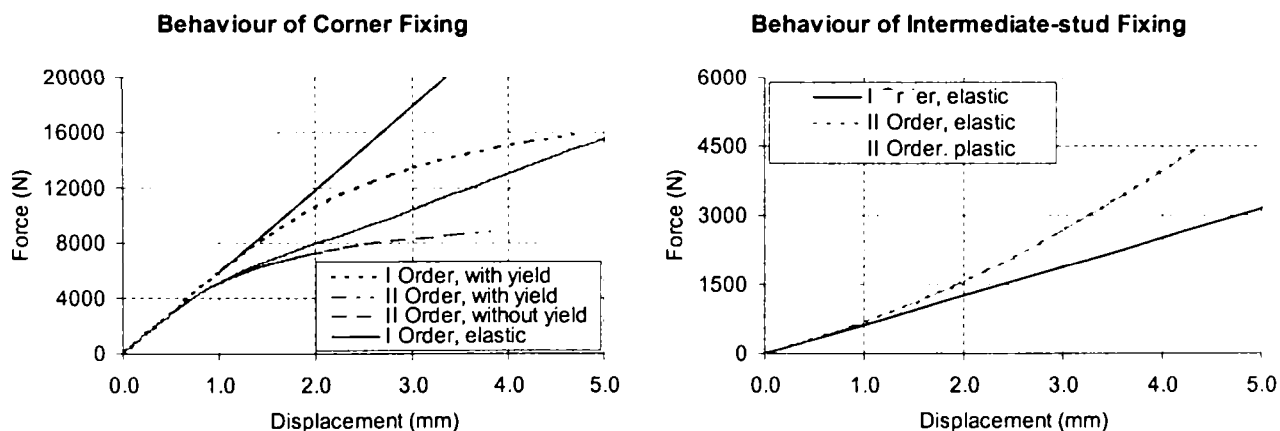 Behaviour of Corner Fixing
20000
16000
12000
8000
4000
0
Force (N)
I Order, with yield
II Order, with yield
II Order, without yield
I Order, elastic
0.0 1.0 2.0 3.0 4.0 5.0
Displacement (mm)
Behaviour of Intermediate-stud Fixing
6000
4500
3000
1500
0
Force (N)
I elastic
II Order, elastic
II Order. plastic
0.0 1.0 2.0 3.0 4.0 5.0
Displacement (mm)